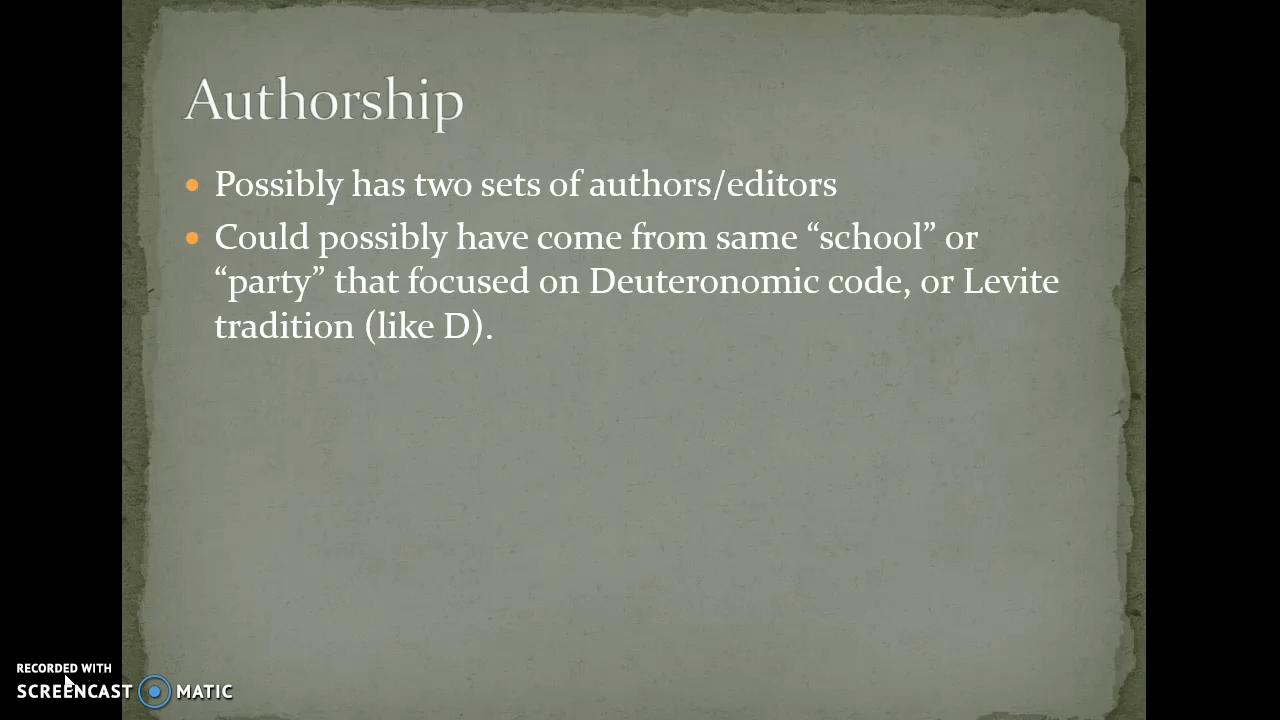 Authorship
Possibly has two sets of authors/editors
Could possibly have come from same “school” or
“party” that focused on Deuteronomic code, or Levite
tradition (like D).
RECORDED WITH
SCREENCAST MATIC